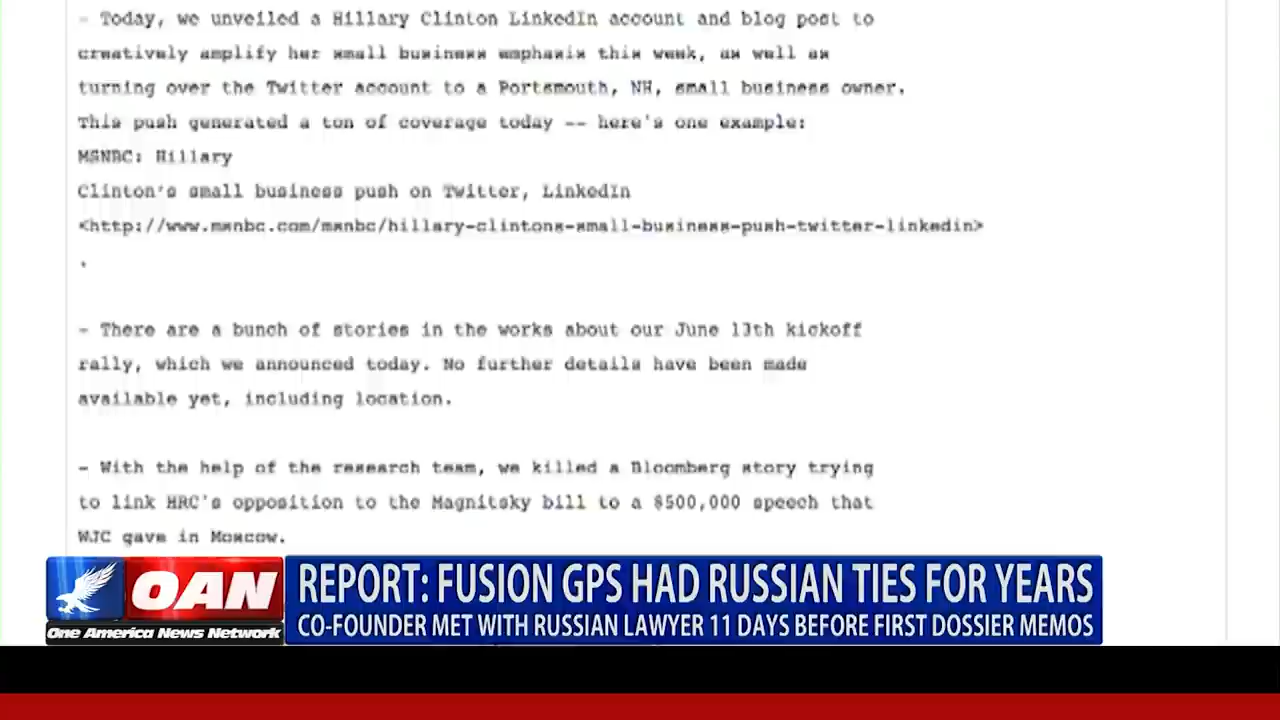 - Today, we unveiled a Hillary Clinton LinkedIn account and blog post to
creatively amplify her small business emphasis this week, as well as
turning over the Twitter account to a Portsmouth, NH, small business owner.
This push generated a ton of coverage today -- here's one example:
MSNBC: Hillary
Clinton's small business push on Twitter, LinkedIn
<http://www.msnbc.com/msnbc/hillary-clintons-small-business-push-twitter-linkedin>
.
- There are a bunch of stories in the works about our June 13th kickoff
rally, which we announced today. No further details have been made
available yet, including location.
- With the help of the research team, we killed a Bloomberg story trying
to link HRC's opposition to the Magnitsky bill to a $500,000 speech that
WJC gave in Moscow.
OAN
One America News Network
REPORT: FUSION GPS HAD RUSSIAN TIES FOR YEARS
CO-FOUNDER MET WITH RUSSIAN LAWYER 11 DAYS BEFORE FIRST DOSSIER MEMOS